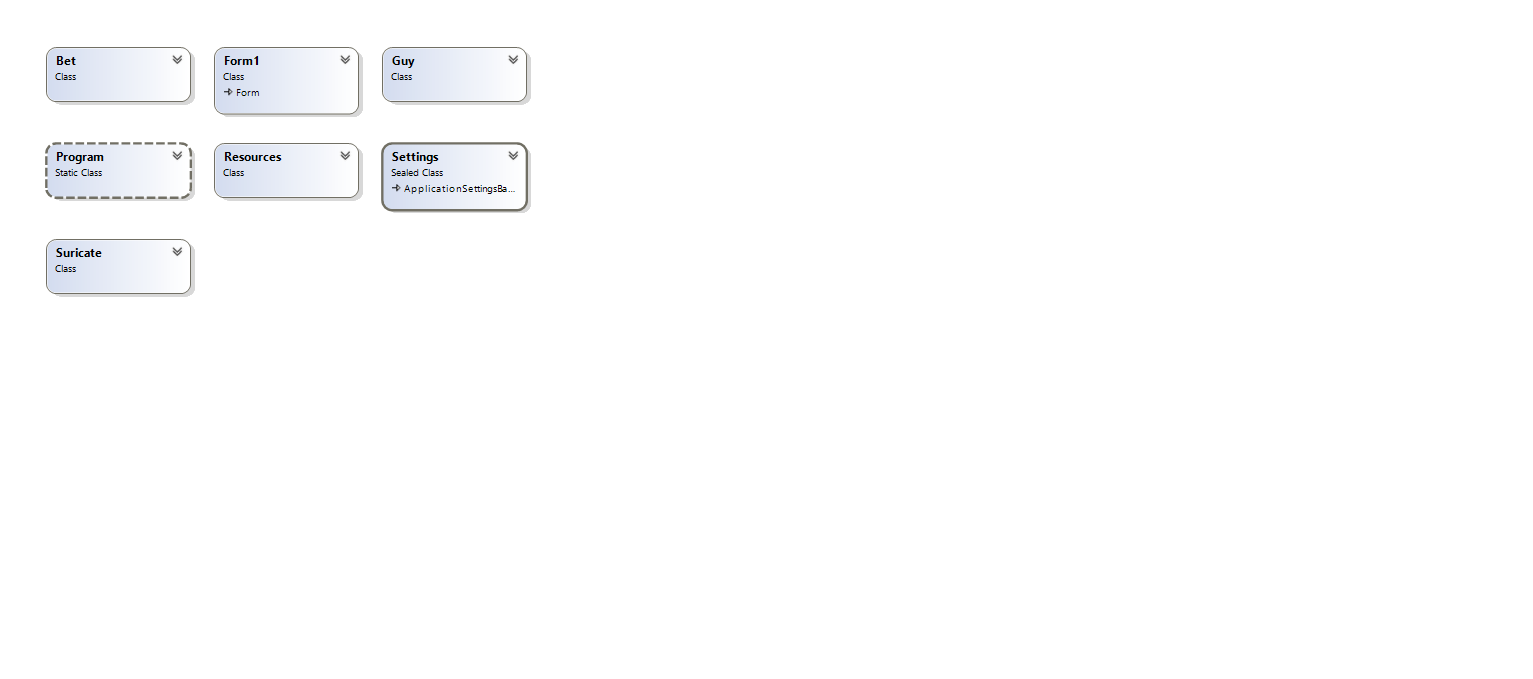 Bet
Class
Form1
Class
Form
Guy
Class
Program
Static Class
Resources
Class
Settings
Sealed Class
ApplicationSettingsBa...
Suricate
Class